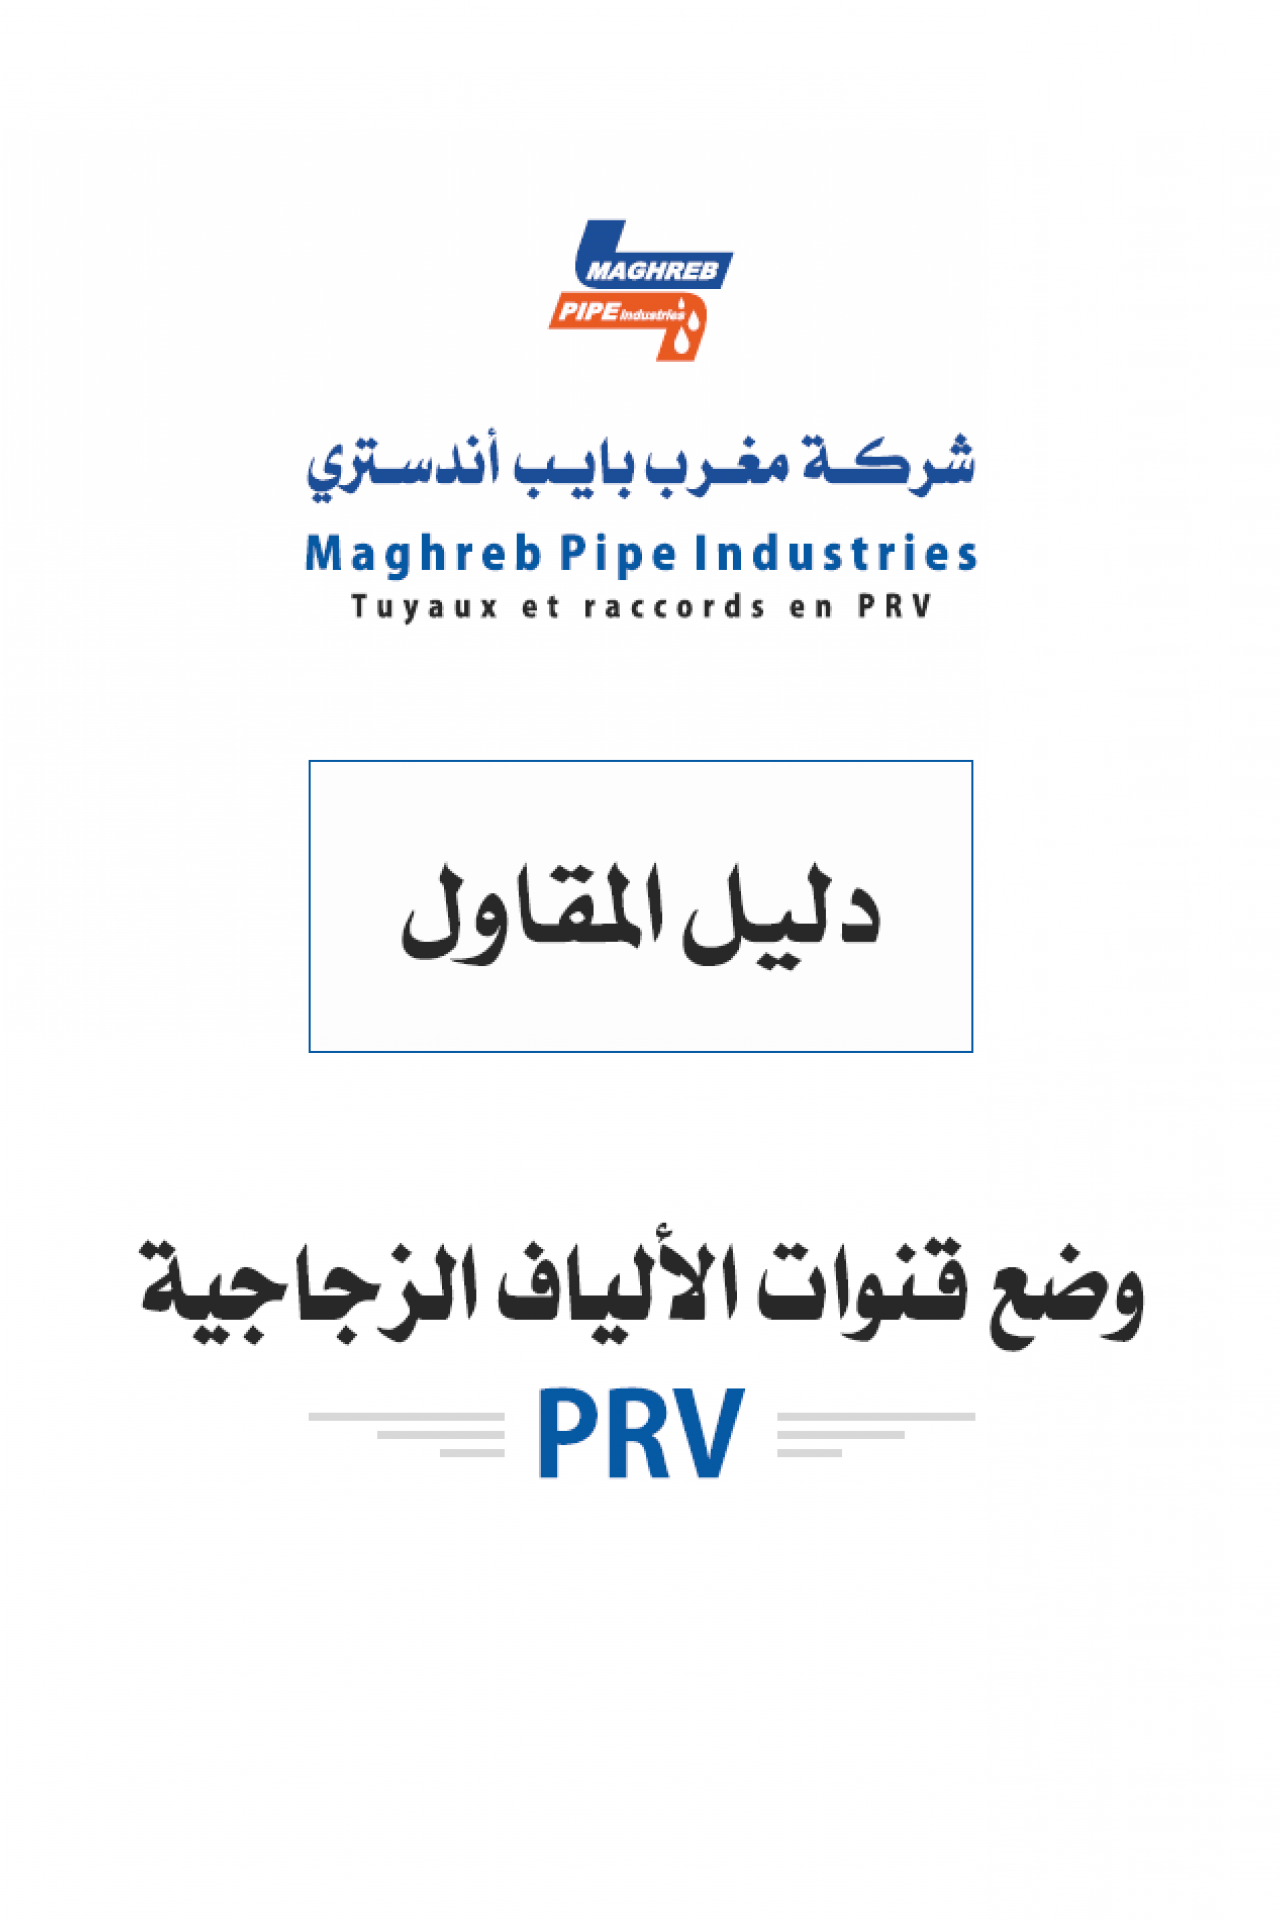 MAGHREB
PIPE Industries
شركة مغرب بايب أندستري
Maghreb Pipe Industries
Tuyaux et raccords en PRV
دليل المقاول
وضع قنوات الألياف الزجاجية
PRV